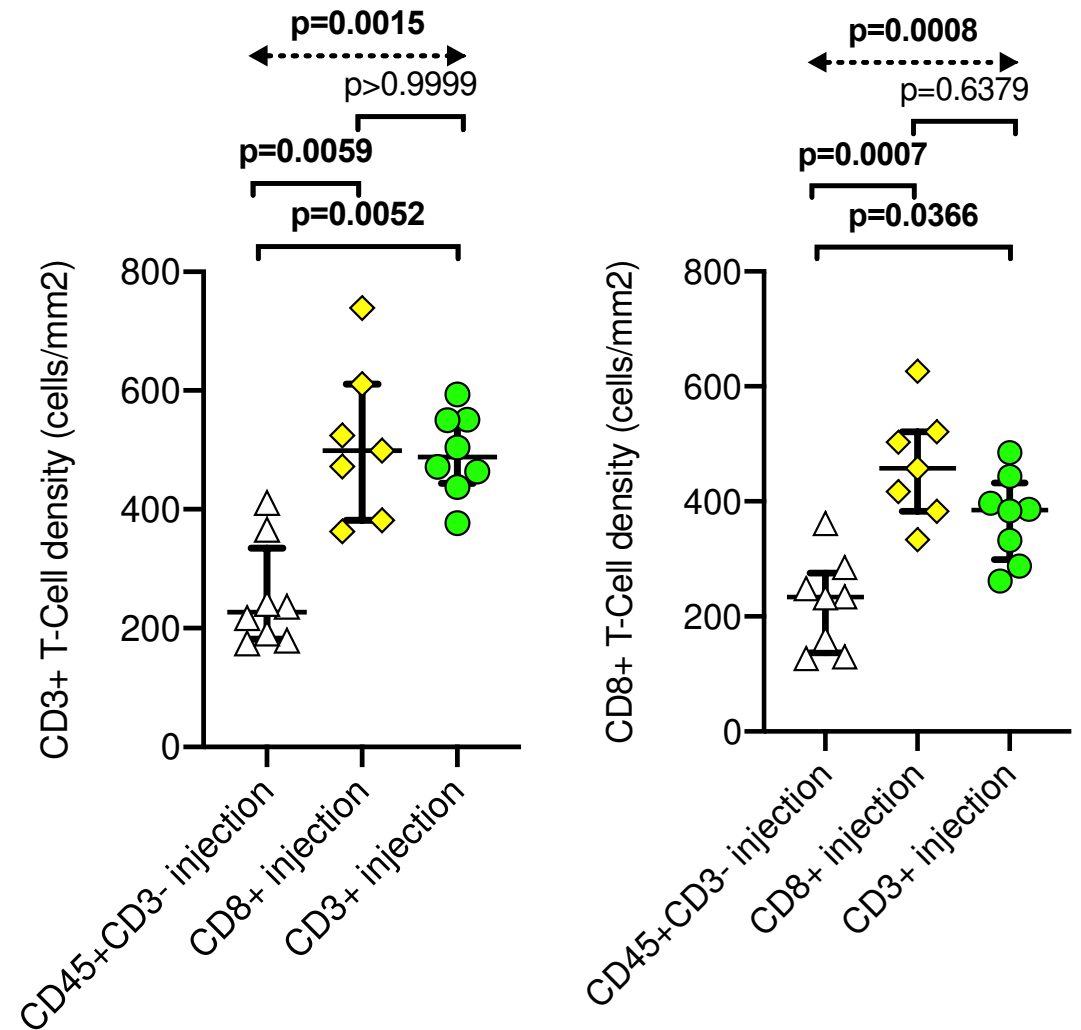 p=0.0015
p>0.9999
p=0.0059
p=0.0052
CD3+ T-Cell density (cells/mm2)
800
600
400
200
0
CD45+CD3- injection
CD8+ injection
CD3+ injection
p=0.0008
p=0.6379
p=0.0007
p=0.0366
CD8+ T-Cell density (cells/mm2)
800
600
400
200
0
CD45+CD3- injection
CD8+ injection
CD3+ injection